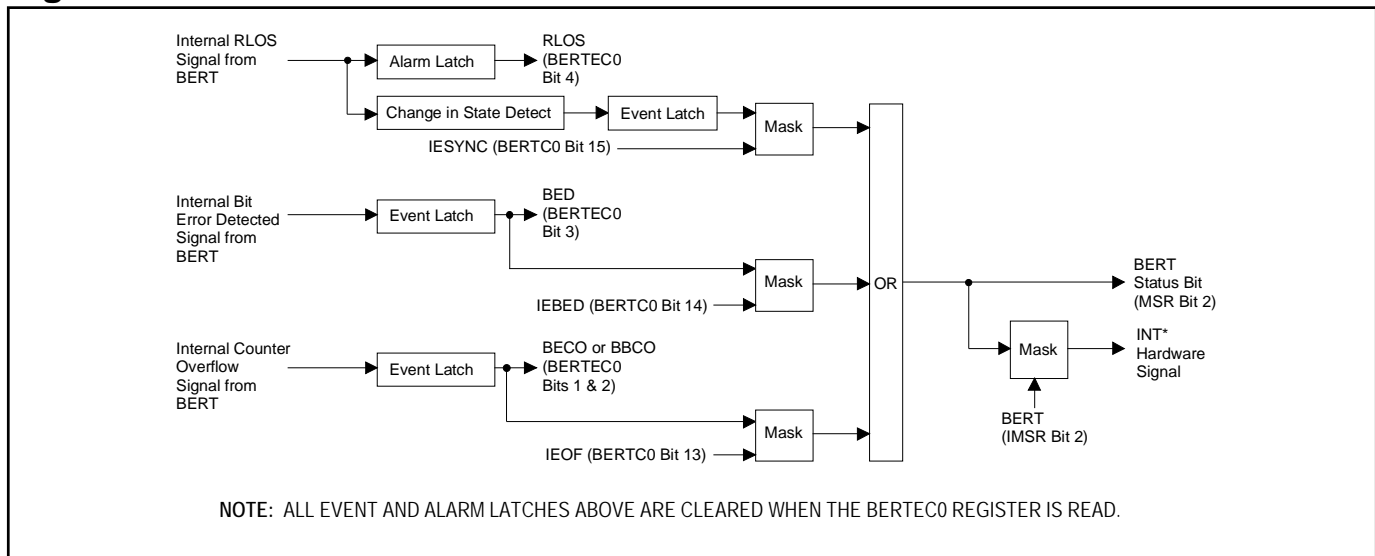 Internal RLOS
Signal from
BERT
Alarm Latch
RLOS
(BERTEC0
Bit 4)
Change in State Detect
Event Latch
Mask
IESYNC (BERTC0 Bit 15)
Internal Bit
Error Detected
Signal from
BERT
Event Latch
BED
(BERTEC0
Bit 3)
Mask
IEBED (BERTC0 Bit 14)
OR
BERT
Status Bit
(MSR Bit 2)
Mask
INT*
Hardware
Signal
BERT
(IMSR Bit 2)
Internal Counter
Overflow
Signal from
BERT
Event Latch
BECO or BBCO
(BERTEC0
Bits 1 & 2)
Mask
IEOF (BERTC0 Bit 13)
NOTE: ALL EVENT AND ALARM LATCHES ABOVE ARE CLEARED WHEN THE BERTEC0 REGISTER IS READ.